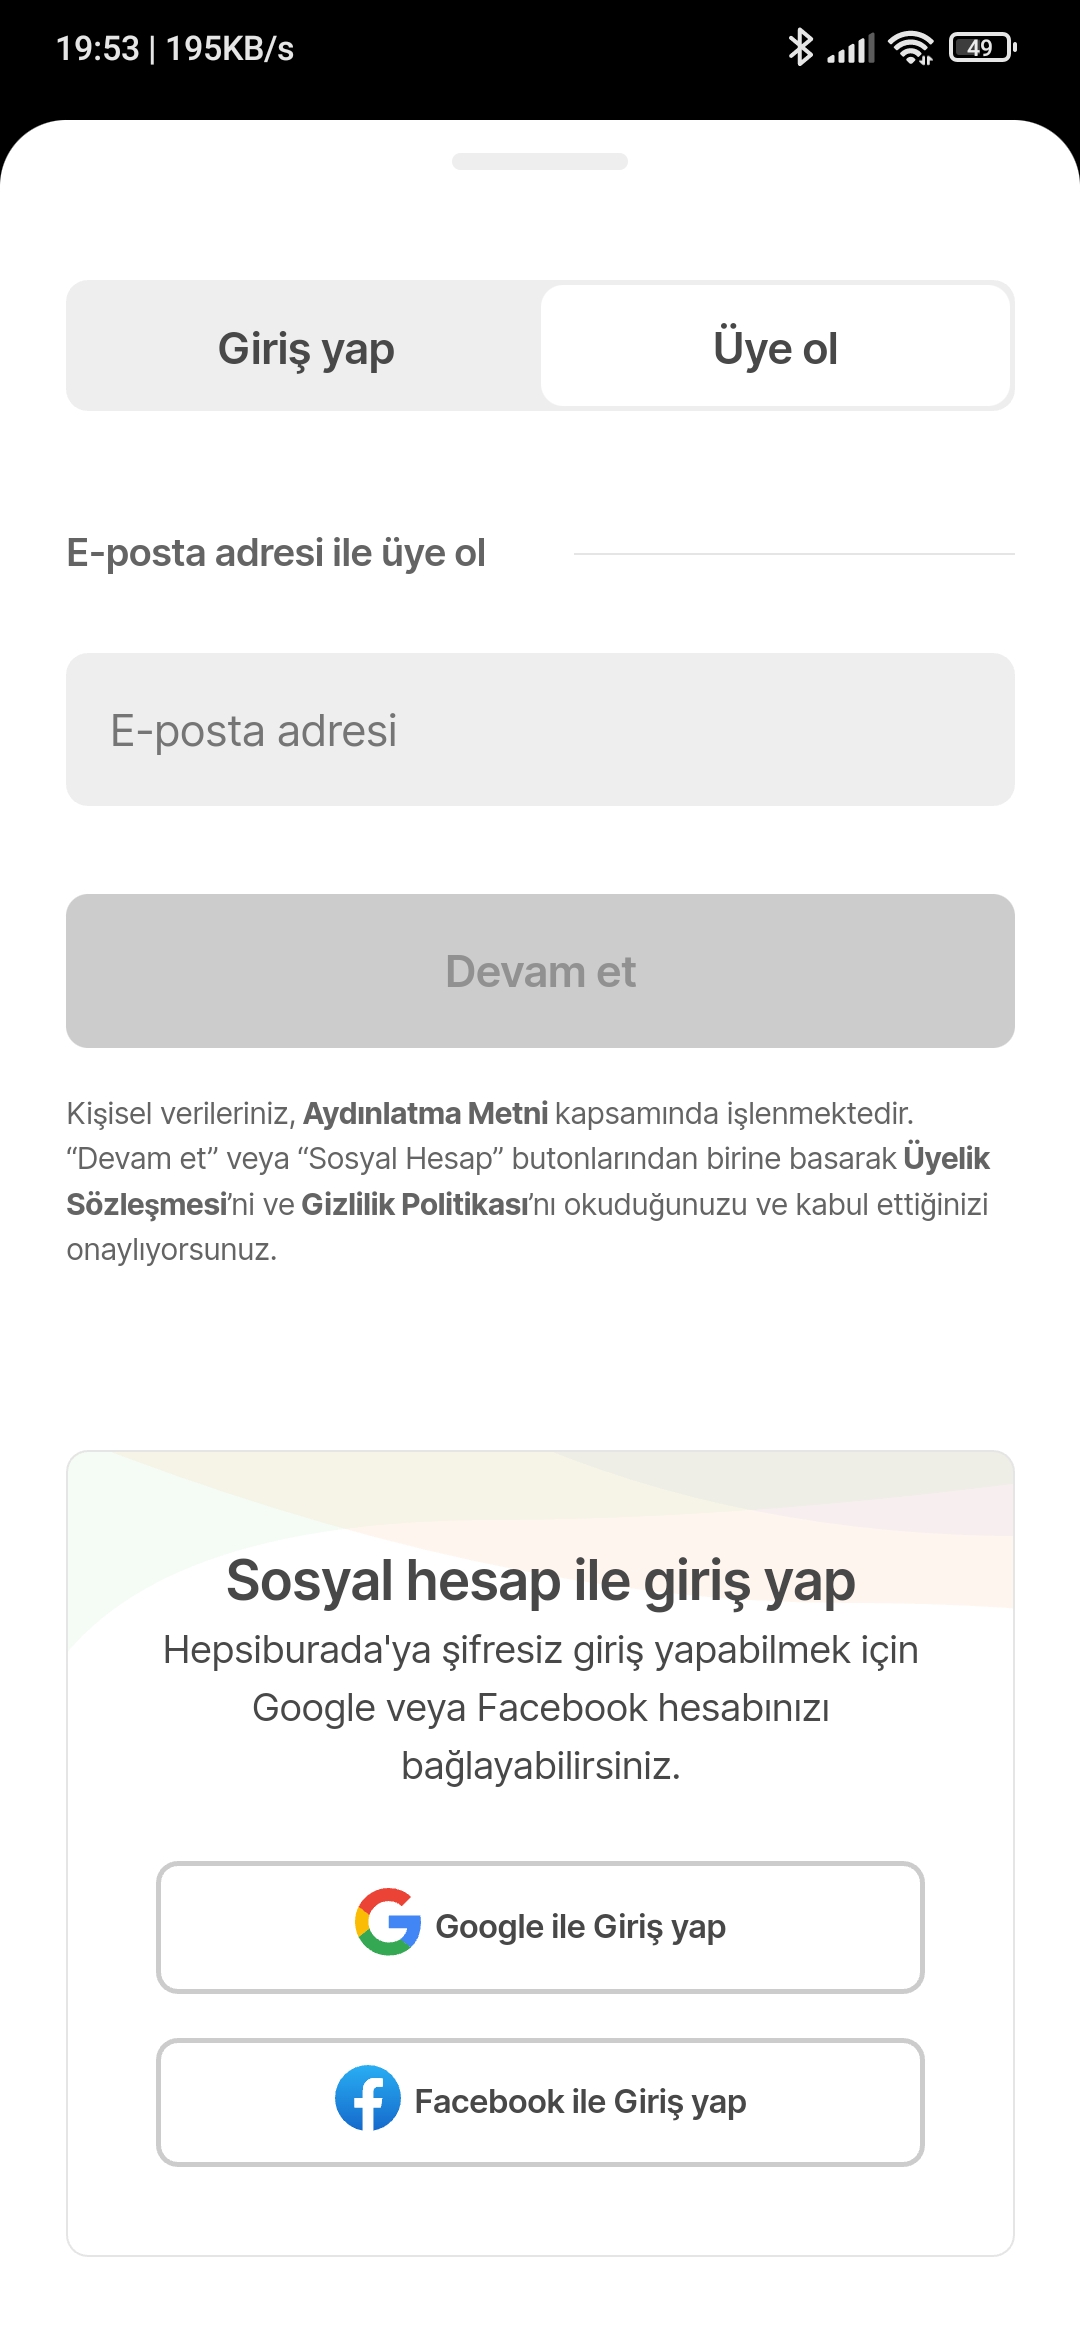 19:53 | 195KB/s
49
Giriş yap
Üye ol
E-posta adresi ile üye ol
E-posta adresi
Devam et
Kişisel verileriniz, Aydınlatma Metni kapsamında işlenmektedir.
“Devam et” veya “Sosyal Hesap” butonlarından birine basarak Üyelik
Sözleşmesi’ni ve Gizlilik Politikası’nı okuduğunuzu ve kabul ettiğinizi
onaylıyorsunuz.
Sosyal hesap ile giriş yap
Hepsiburada'ya şifresiz giriş yapabilmek için
Google veya Facebook hesabınızı
bağlayabilirsiniz.
Google ile Giriş yap
Facebook ile Giriş yap